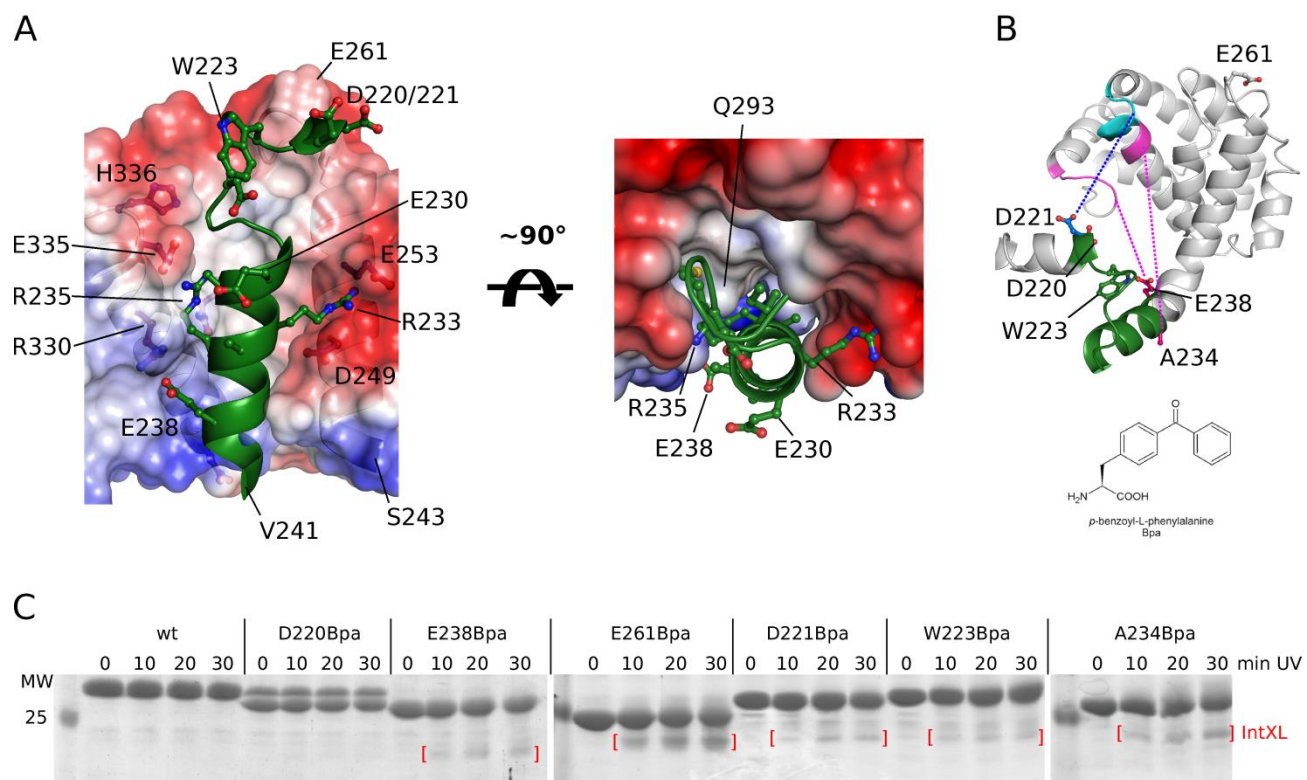 A
W223
E261
D220/221
H336
E230
E335
E253
R235
R233
R330
D249
E238
V241
S243
~90°
Q293
R235
E238
E230
R233
B
E261
D221
D220
W223
E238
A234
O
H₂N
COOH
p-benzoyl-L-phenylalanine
Bpa
C
wt D220Bpa E238Bpa E261Bpa D221Bpa W223Bpa A234Bpa
0 10 20 30 0 10 20 30 0 10 20 30 0 10 20 30 0 10 20 30 0 10 20 30 0 10 20 30 min UV
MW
25
[ ] [ ] [ ] [ ] [ ] IntXL